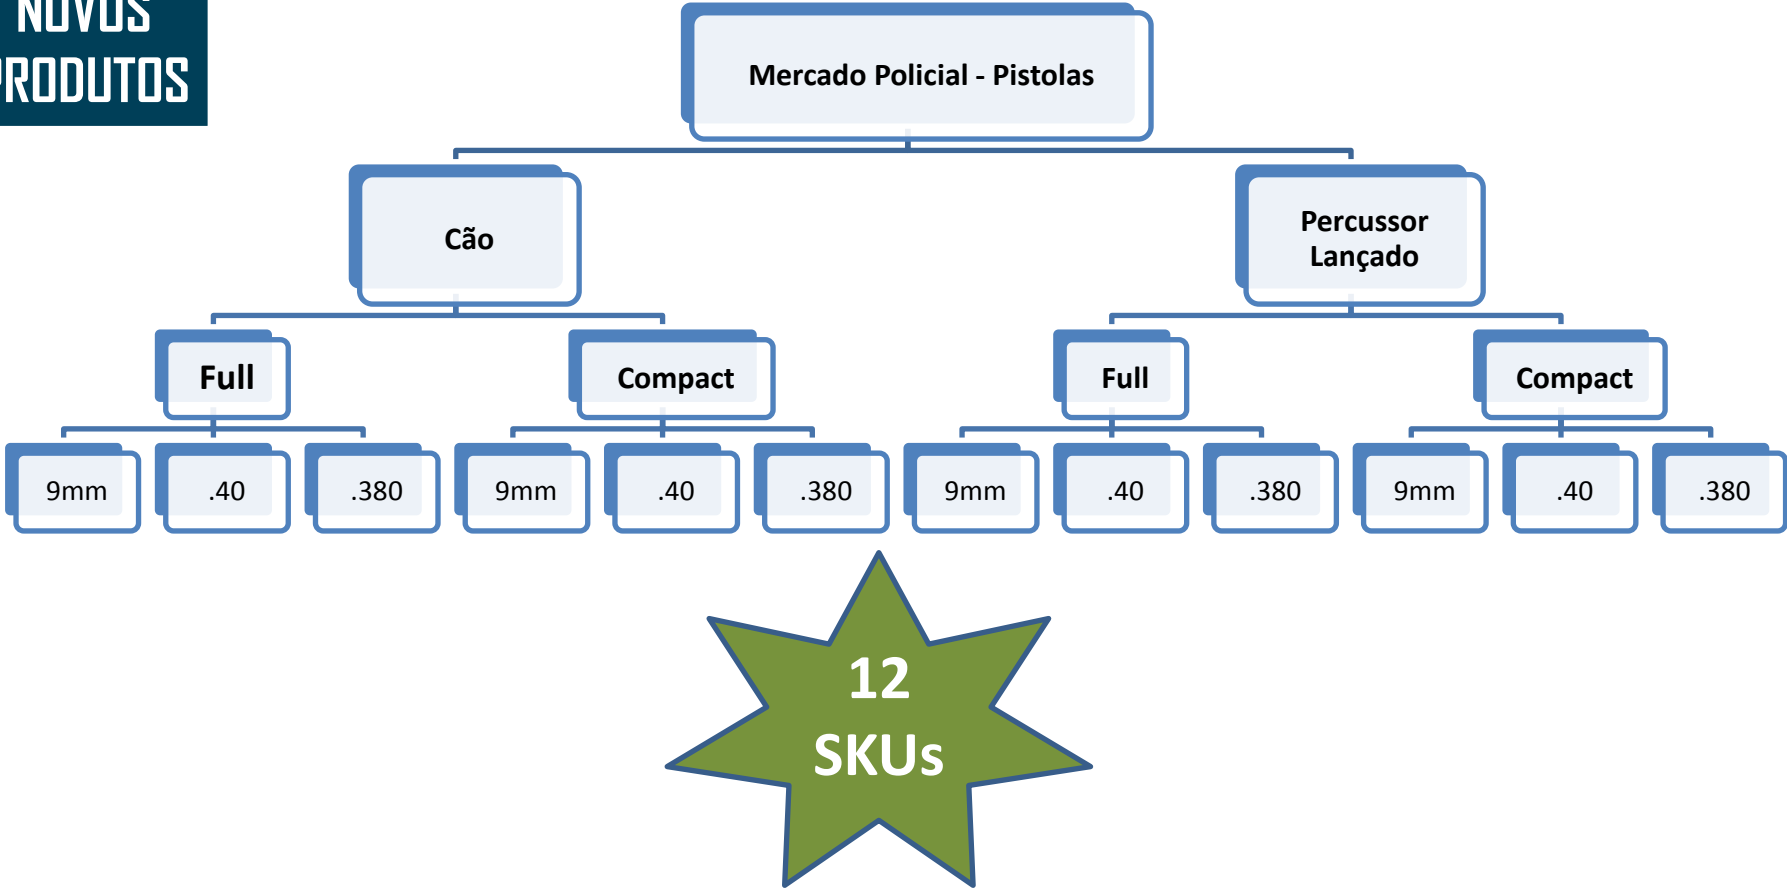 NOVOS
PRODUTOS
Mercado Policial - Pistolas
Cão
Percussor
Lançado
Full
Compact
Full
Compact
9mm
.40
.380
9mm
.40
.380
9mm
.40
.380
9mm
.40
.380
12
SKUs